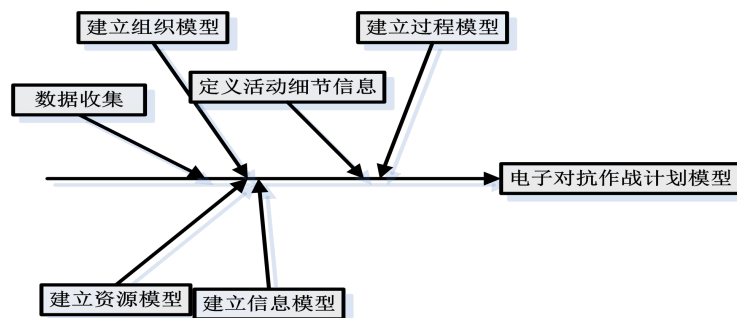 建立组织模型
建立过程模型
定义活动细节信息
数据收集
电子对抗作战计划模型
建立资源模型
建立信息模型